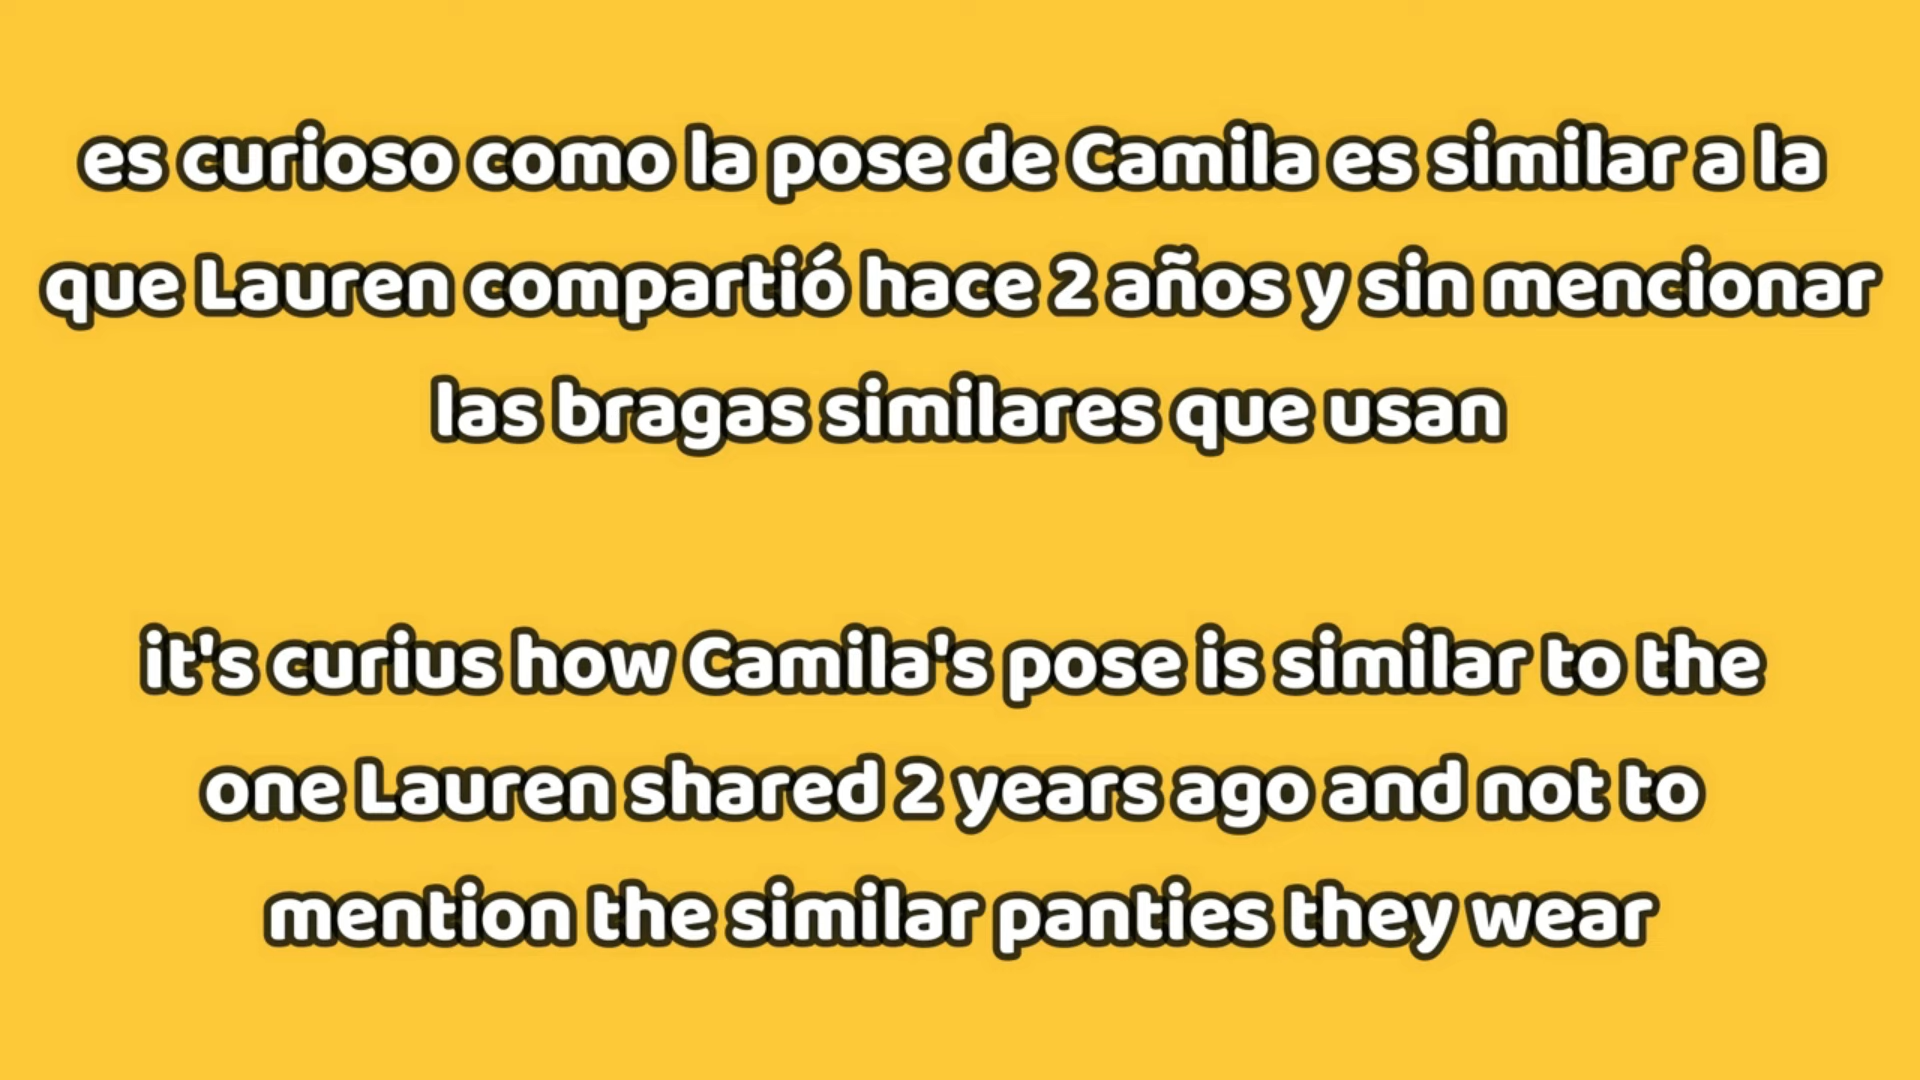 es curioso como la pose de Camila es similar a la
que Lauren compartió hace 2 años y sin mencionar
las bragas similares que usan
it's curius how Camila's pose is similar to the
one Lauren shared 2 years ago and not to
mention the similar panties they wear